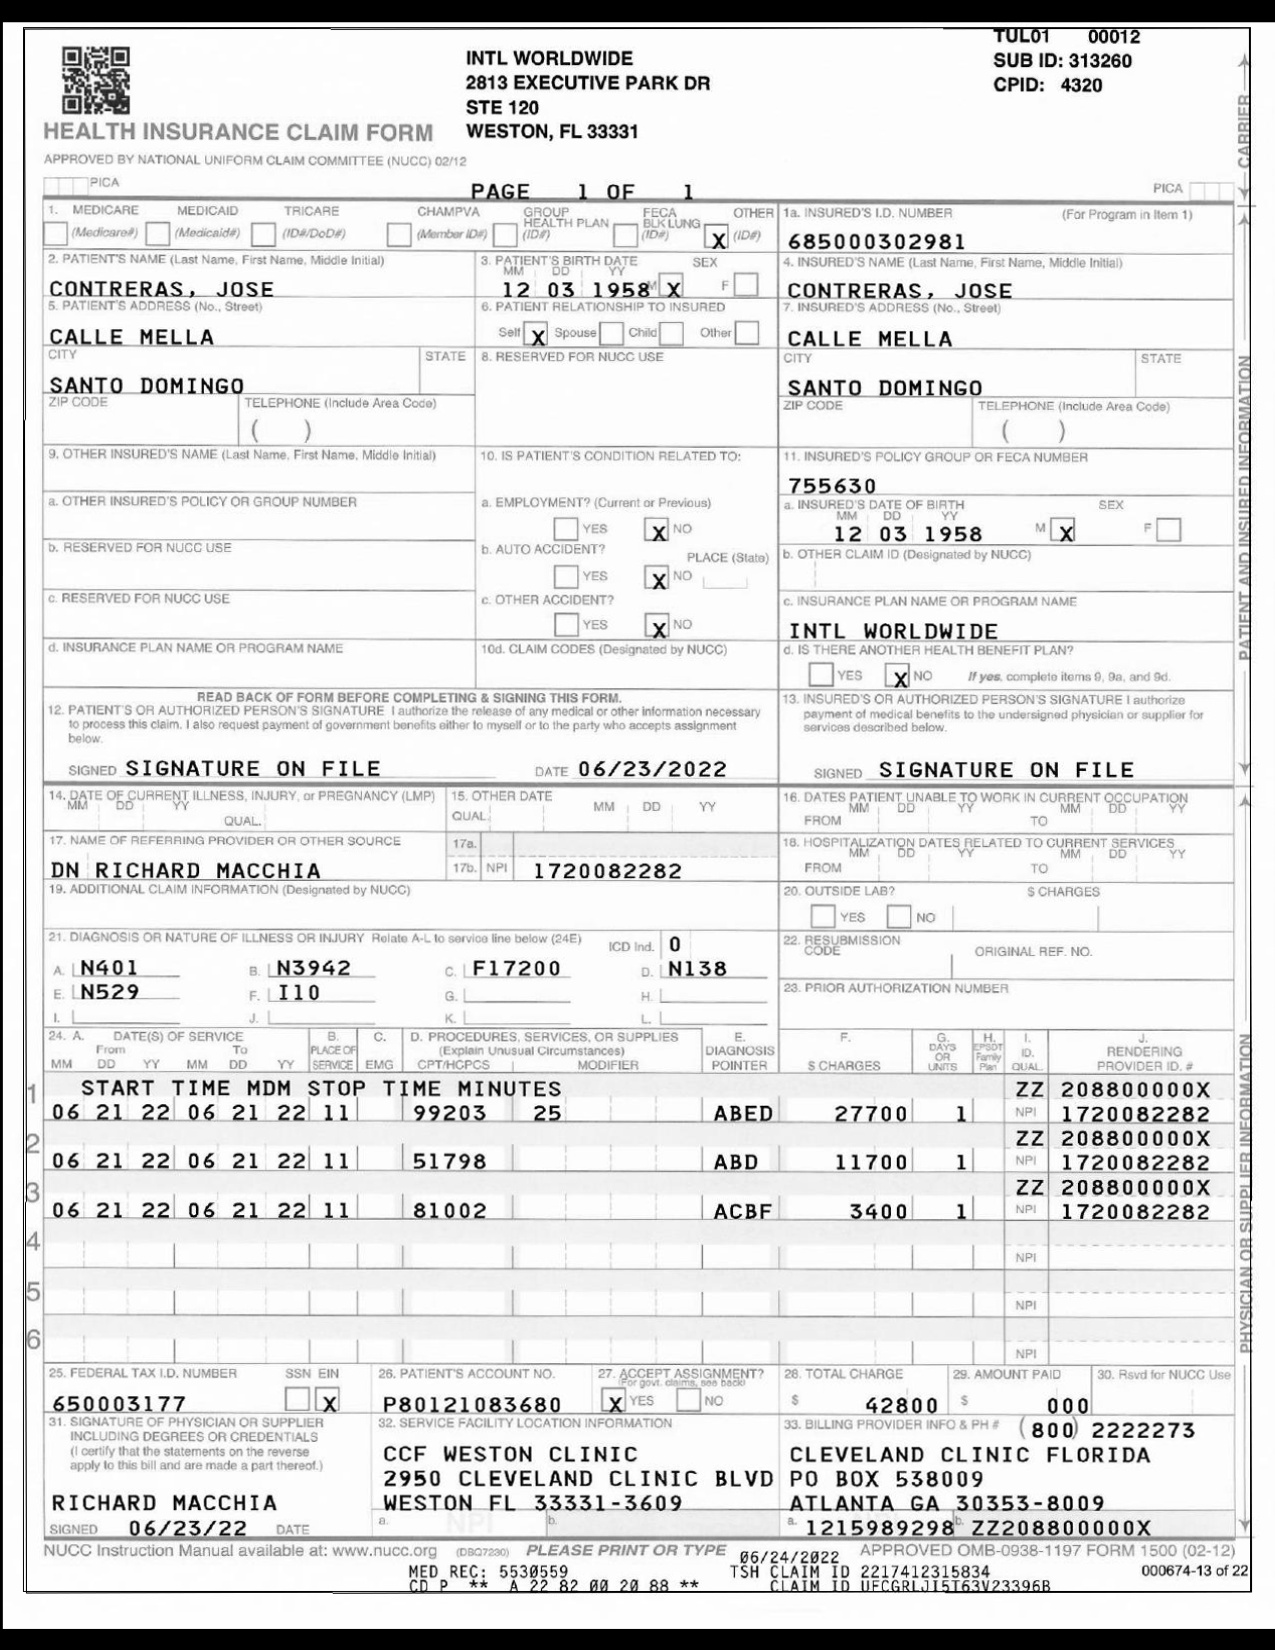 TUL01 00012
SUB ID: 313260
CPID: 4320
INTL WORLDWIDE
2813 EXECUTIVE PARK DR
STE 120
WESTON, FL 33331
HEALTH INSURANCE CLAIM FORM
APPROVED BY NATIONAL UNIFORM CLAIM COMMITTEE (NUCC) 02/12
PICA
PAGE 1 OF 1
PICA
CARRIER
1. MEDICARE MEDICAID TRICARE CHAMPVA GROUP HEALTH PLAN FECA BLK LUNG OTHER
(Medicare#) (Medicaid#) (ID#/DoD#) (Member ID#) (ID#) (ID#) X (ID#)
1a. INSURED'S I.D. NUMBER (For Program in Item 1)
685000302981
2. PATIENT'S NAME (Last Name, First Name, Middle Initial)
CONTRERAS, JOSE
3. PATIENT'S BIRTH DATE SEX
MM DD YY
12 03 1958 M X F
4. INSURED'S NAME (Last Name, First Name, Middle Initial)
CONTRERAS, JOSE
5. PATIENT'S ADDRESS (No., Street)
CALLE MELLA
6. PATIENT RELATIONSHIP TO INSURED
Self X Spouse Child Other
7. INSURED'S ADDRESS (No., Street)
CALLE MELLA
CITY STATE
SANTO DOMINGO
8. RESERVED FOR NUCC USE
CITY STATE
SANTO DOMINGO
ZIP CODE TELEPHONE (Include Area Code)
( )
ZIP CODE TELEPHONE (Include Area Code)
( )
9. OTHER INSURED'S NAME (Last Name, First Name, Middle Initial)
10. IS PATIENT'S CONDITION RELATED TO:
11. INSURED'S POLICY GROUP OR FECA NUMBER
755630
a. OTHER INSURED'S POLICY OR GROUP NUMBER
a. EMPLOYMENT? (Current or Previous)
YES X NO
a. INSURED'S DATE OF BIRTH SEX
MM DD YY
12 03 1958 M X F
b. RESERVED FOR NUCC USE
b. AUTO ACCIDENT? PLACE (State)
YES X NO
b. OTHER CLAIM ID (Designated by NUCC)
c. RESERVED FOR NUCC USE
c. OTHER ACCIDENT?
YES X NO
c. INSURANCE PLAN NAME OR PROGRAM NAME
INTL WORLDWIDE
d. INSURANCE PLAN NAME OR PROGRAM NAME
10d. CLAIM CODES (Designated by NUCC)
d. IS THERE ANOTHER HEALTH BENEFIT PLAN?
YES X NO If yes, complete items 9, 9a, and 9d.
PATIENT AND INSURED INFORMATION
READ BACK OF FORM BEFORE COMPLETING & SIGNING THIS FORM.
12. PATIENT'S OR AUTHORIZED PERSON'S SIGNATURE I authorize the release of any medical or other information necessary
to process this claim. I also request payment of government benefits either to myself or to the party who accepts assignment
below.
SIGNED SIGNATURE ON FILE DATE 06/23/2022
13. INSURED'S OR AUTHORIZED PERSON'S SIGNATURE I authorize
payment of medical benefits to the undersigned physician or supplier for
services described below.
SIGNED SIGNATURE ON FILE
14. DATE OF CURRENT ILLNESS, INJURY, or PREGNANCY (LMP)
MM DD YY
QUAL.
15. OTHER DATE
QUAL. MM DD YY
16. DATES PATIENT UNABLE TO WORK IN CURRENT OCCUPATION
MM DD YY MM DD YY
FROM TO
17. NAME OF REFERRING PROVIDER OR OTHER SOURCE
DN RICHARD MACCHIA
17a.
17b. NPI 1720082282
18. HOSPITALIZATION DATES RELATED TO CURRENT SERVICES
MM DD YY MM DD YY
FROM TO
19. ADDITIONAL CLAIM INFORMATION (Designated by NUCC)
20. OUTSIDE LAB? $ CHARGES
YES NO
21. DIAGNOSIS OR NATURE OF ILLNESS OR INJURY Relate A-L to service line below (24E) ICD Ind. 0
A. N401 B. N3942 C. F17200 D. N138
E. N529 F. I10 G. H.
I. J. K. L.
22. RESUBMISSION CODE ORIGINAL REF. NO.
23. PRIOR AUTHORIZATION NUMBER
24. A. DATE(S) OF SERVICE B. C. D. PROCEDURES, SERVICES, OR SUPPLIES E. F. G. H. I. J.
From To PLACE OF (Explain Unusual Circumstances) DIAGNOSIS DAYS OR UNITS EPSDT Family Plan ID. RENDERING
MM DD YY MM DD YY SERVICE EMG CPT/HCPCS MODIFIER POINTER $ CHARGES QUAL. PROVIDER ID. #
1 START TIME MDM STOP TIME MINUTES ZZ 208800000X
06 21 22 06 21 22 11 99203 25 ABED 27700 1 NPI 1720082282
2 ZZ 208800000X
06 21 22 06 21 22 11 51798 ABD 11700 1 NPI 1720082282
3 ZZ 208800000X
06 21 22 06 21 22 11 81002 ACBF 3400 1 NPI 1720082282
4 NPI
5 NPI
6 NPI
PHYSICIAN OR SUPPLIER INFORMATION
25. FEDERAL TAX I.D. NUMBER SSN EIN
650003177 X
26. PATIENT'S ACCOUNT NO.
P80121083680
27. ACCEPT ASSIGNMENT?
(For govt. claims, see back)
X YES NO
28. TOTAL CHARGE
$ 42800
29. AMOUNT PAID
$ 000
30. Rsvd for NUCC Use
31. SIGNATURE OF PHYSICIAN OR SUPPLIER
INCLUDING DEGREES OR CREDENTIALS
(I certify that the statements on the reverse
apply to this bill and are made a part thereof.)
RICHARD MACCHIA
SIGNED 06/23/22 DATE
32. SERVICE FACILITY LOCATION INFORMATION
CCF WESTON CLINIC
2950 CLEVELAND CLINIC BLVD
WESTON FL 33331-3609
a. NPI b.
33. BILLING PROVIDER INFO & PH # (800) 2222273
CLEVELAND CLINIC FLORIDA
PO BOX 538009
ATLANTA GA 30353-8009
a. 1215989298 b. ZZ208800000X
NUCC Instruction Manual available at: www.nucc.org (DBQ7230) PLEASE PRINT OR TYPE 06/24/2022 APPROVED OMB-0938-1197 FORM 1500 (02-12)
MED REC: 5530559 TSH CLAIM ID 2217412315834 000674-13 of 22
CD P ** A 22 82 00 20 88 ** CLAIM ID UFCGRLJI5T63V23396B